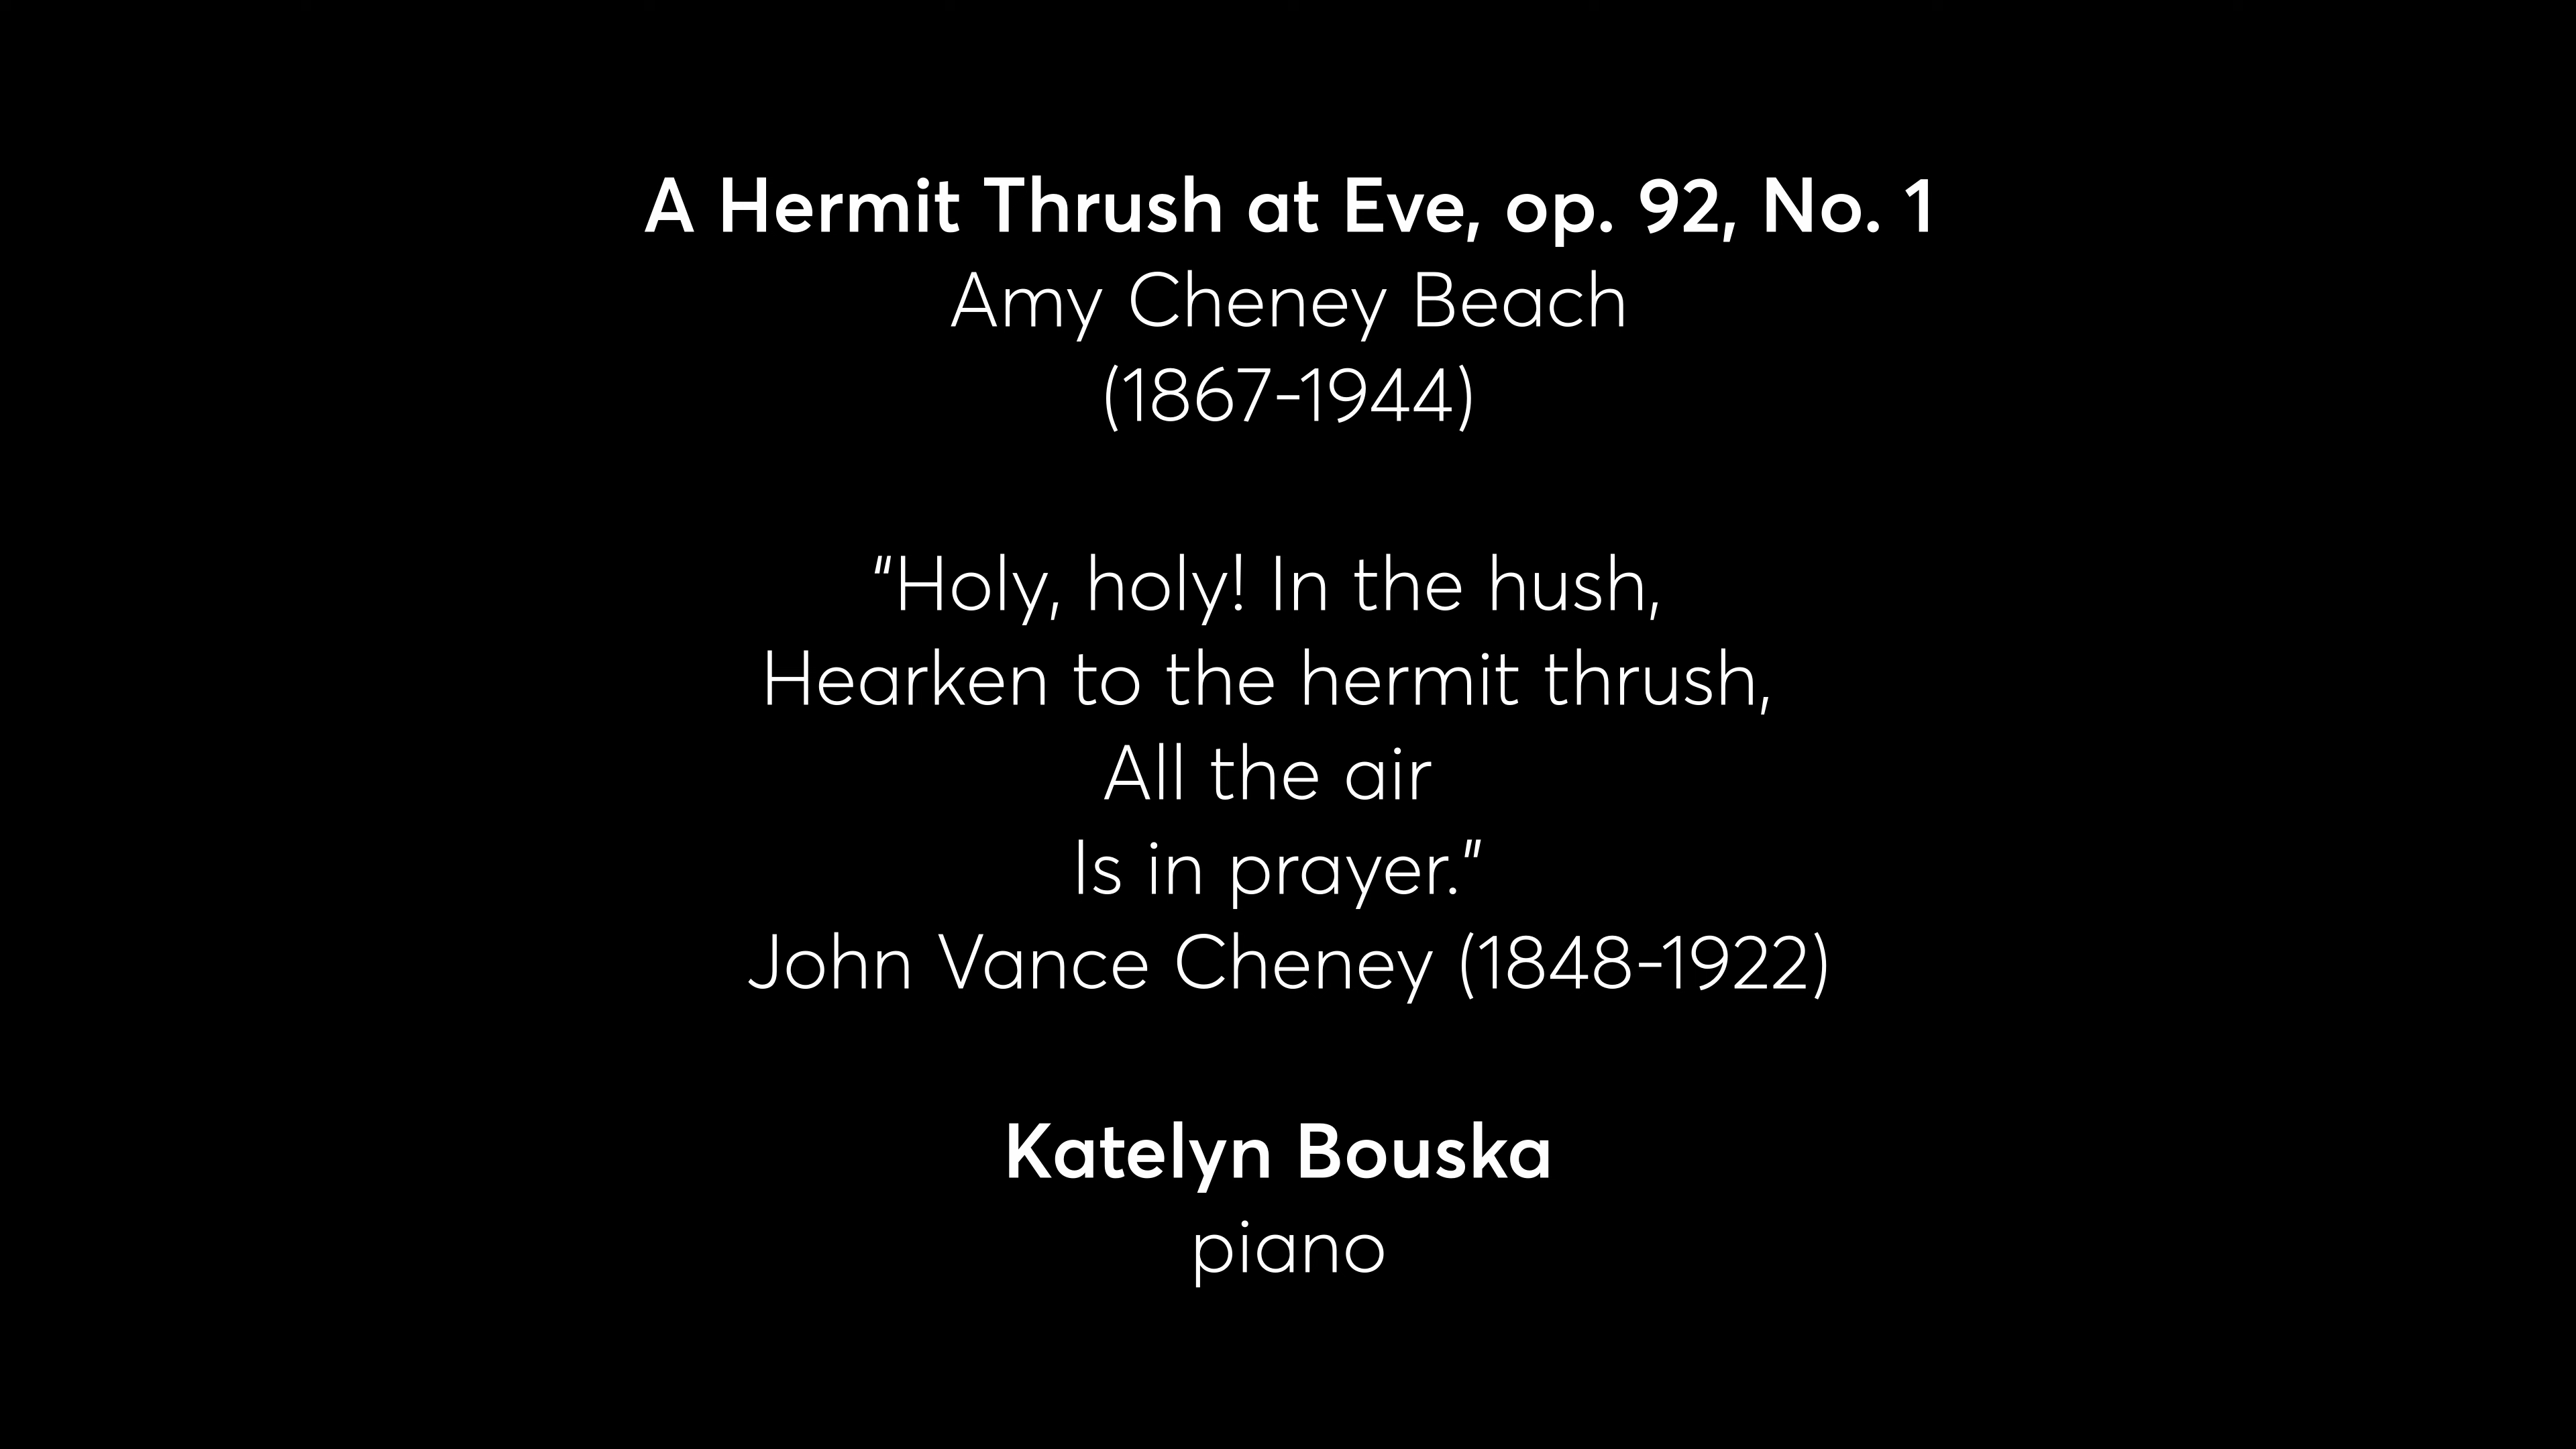 A Hermit Thrush at Eve, op. 92, No. 1
Amy Cheney Beach
(1867-1944)
“Holy, holy! In the hush,
Hearken to the hermit thrush,
All the air
Is in prayer.”
John Vance Cheney (1848-1922)
Katelyn Bouska
piano